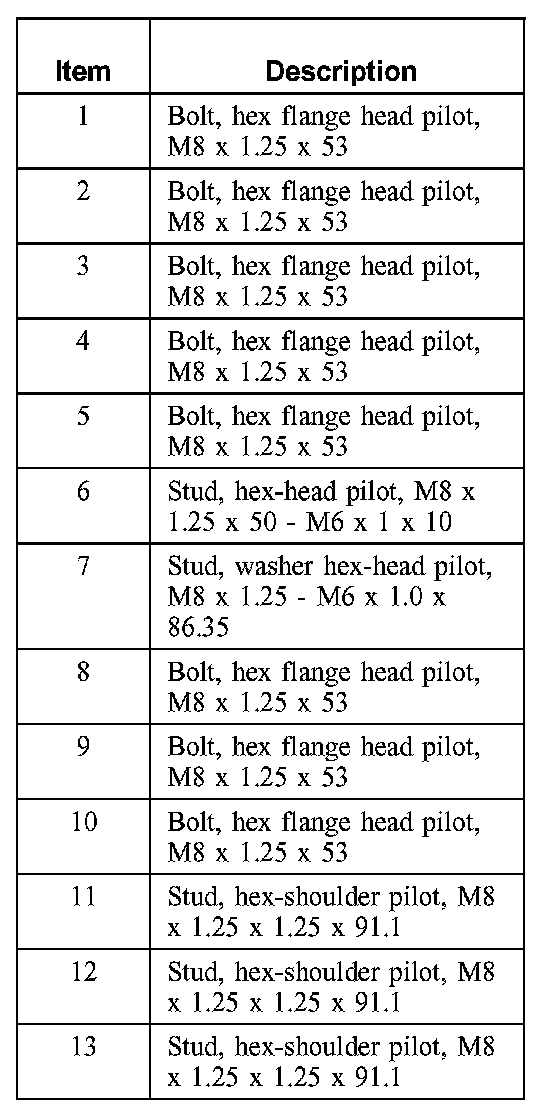 Item Description
1 Bolt, hex flange head pilot,
M8 x 1.25 x 53
2 Bolt, hex flange head pilot,
M8 x 1.25 x 53
3 Bolt, hex flange head pilot,
M8 x 1.25 x 53
4 Bolt, hex flange head pilot,
M8 x 1.25 x 53
5 Bolt, hex flange head pilot,
M8 x 1.25 x 53
6 Stud, hex-head pilot, M8 x
1.25 x 50 - M6 x 1 x 10
7 Stud, washer hex-head pilot,
M8 x 1.25 - M6 x 1.0 x
86.35
8 Bolt, hex flange head pilot,
M8 x 1.25 x 53
9 Bolt, hex flange head pilot,
M8 x 1.25 x 53
10 Bolt, hex flange head pilot,
M8 x 1.25 x 53
11 Stud, hex-shoulder pilot, M8
x 1.25 x 1.25 x 91.1
12 Stud, hex-shoulder pilot, M8
x 1.25 x 1.25 x 91.1
13 Stud, hex-shoulder pilot, M8
x 1.25 x 1.25 x 91.1